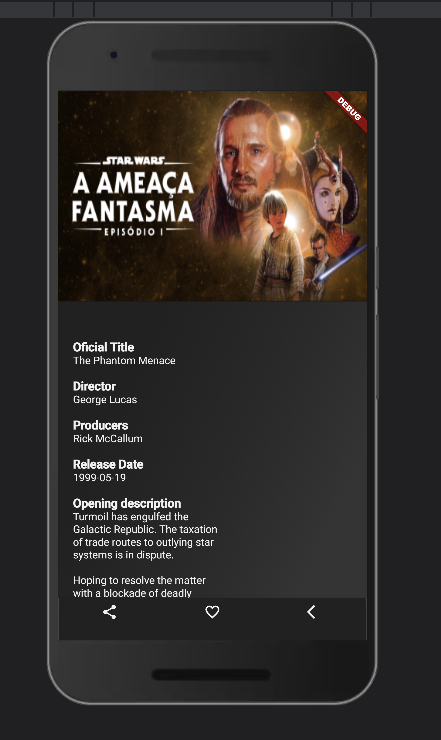 DEBUG
STAR WARS
A AMEAÇA
FANTASMA
EPISÓDIO I
Oficial Title
The Phantom Menace
Director
George Lucas
Producers
Rick McCallum
Release Date
1999-05-19
Opening description
Turmoil has engulfed the
Galactic Republic. The taxation
of trade routes to outlying star
systems is in dispute.
Hoping to resolve the matter
with a blockade of deadly